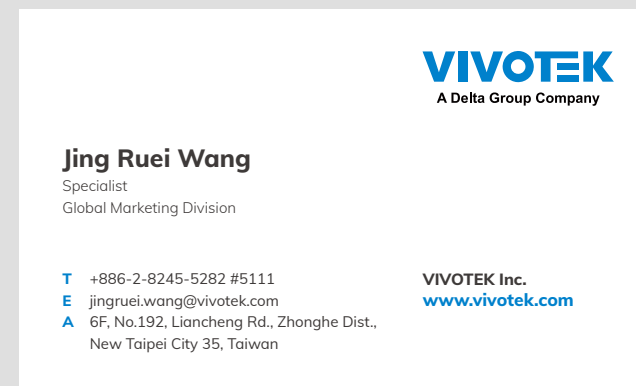 VIVOTEK
A Delta Group Company
Jing Ruei Wang
Specialist
Global Marketing Division
T +886-2-8245-5282 #5111
E jingruei.wang@vivotek.com
A 6F, No.192, Liancheng Rd., Zhonghe Dist.,
New Taipei City 35, Taiwan
VIVOTEK Inc.
www.vivotek.com